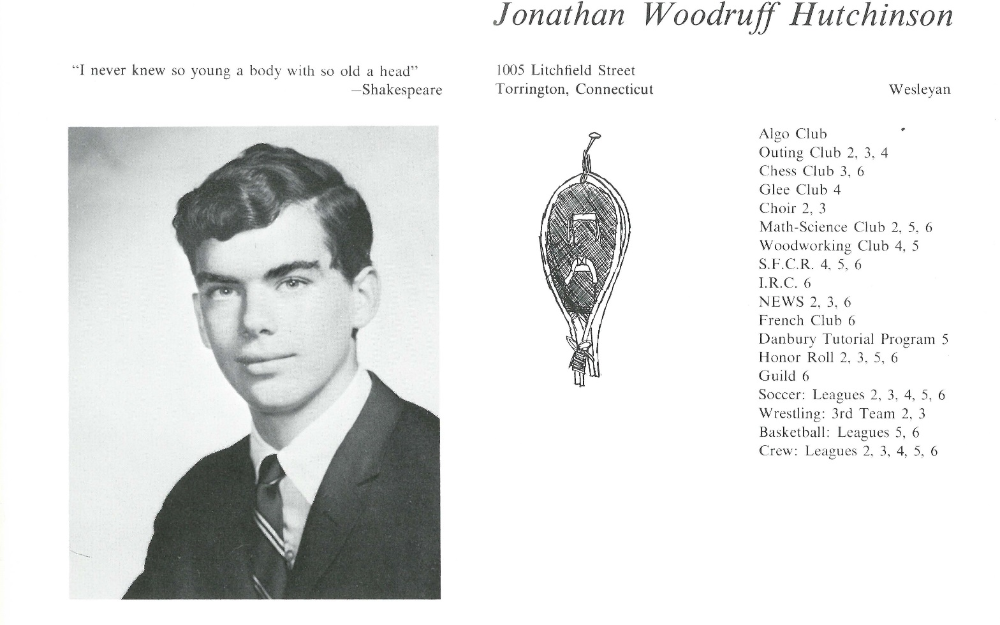 Jonathan Woodruff Hutchinson
"I never knew so young a body with so old a head"
—Shakespeare
1005 Litchfield Street
Torrington, Connecticut
Wesleyan
Algo Club
Outing Club 2, 3, 4
Chess Club 3, 6
Glee Club 4
Choir 2, 3
Math-Science Club 2, 5, 6
Woodworking Club 4, 5
S.F.C.R. 4, 5, 6
I.R.C. 6
NEWS 2, 3, 6
French Club 6
Danbury Tutorial Program 5
Honor Roll 2, 3, 5, 6
Guild 6
Soccer: Leagues 2, 3, 4, 5, 6
Wrestling: 3rd Team 2, 3
Basketball: Leagues 5, 6
Crew: Leagues 2, 3, 4, 5, 6